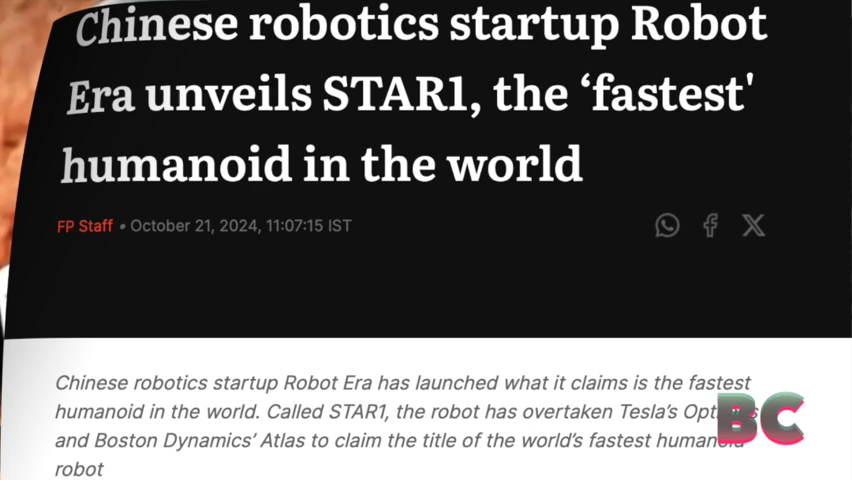 Chinese robotics startup Robot
Era unveils STAR1, the ‘fastest'
humanoid in the world
FP Staff • October 21, 2024, 11:07:15 IST
Chinese robotics startup Robot Era has launched what it claims is the fastest
humanoid in the world. Called STAR1, the robot has overtaken Tesla’s
and Boston Dynamics’ Atlas to claim the title of the world’s fastest humanoid
robot
BC